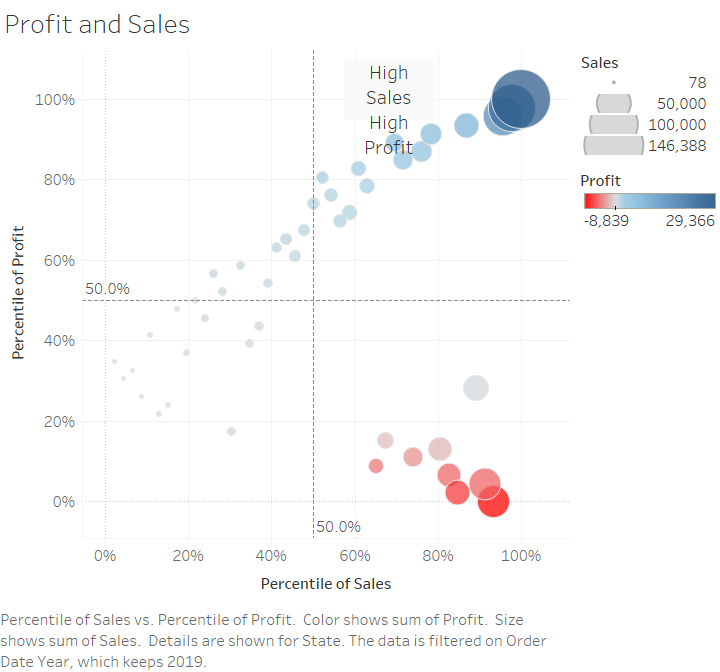 Profit and Sales
Percentile of Profit
100%
80%
60%
40%
20%
0%
50.0%
50.0%
High
Sales
High
Profit
0%
20%
40%
60%
80%
100%
Percentile of Sales
Sales
78
50,000
100,000
146,388
Profit
-8,839
29,366
Percentile of Sales vs. Percentile of Profit.  Color shows sum of Profit.  Size
shows sum of Sales.  Details are shown for State. The data is filtered on Order
Date Year, which keeps 2019.